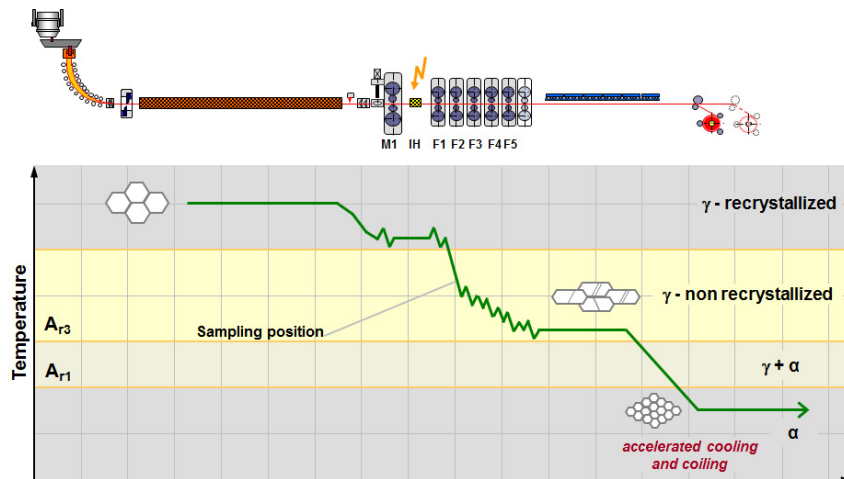 M1 IH F1 F2 F3 F4 F5
γ - recrystallized
γ - non recrystallized
Sampling position
Ar3
Ar1
γ + α
α
accelerated cooling
and coiling
Temperature